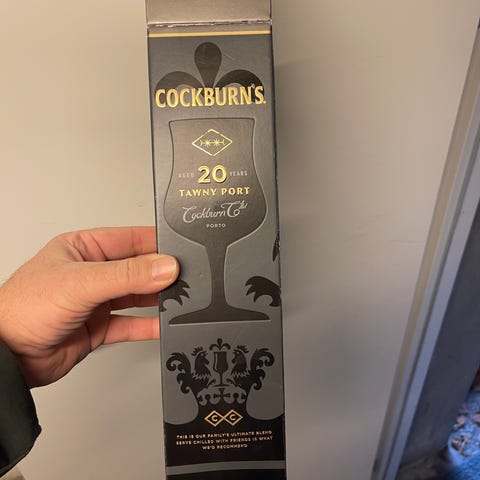 COCKBURN'S.
AGED 20 YEARS
TAWNY PORT
Cockburn & Co
PORTO
C C
THIS IS OUR FAMILY'S ULTIMATE BLEND
SERVE CHILLED WITH FRIENDS IS WHAT
WE'D RECOMMEND